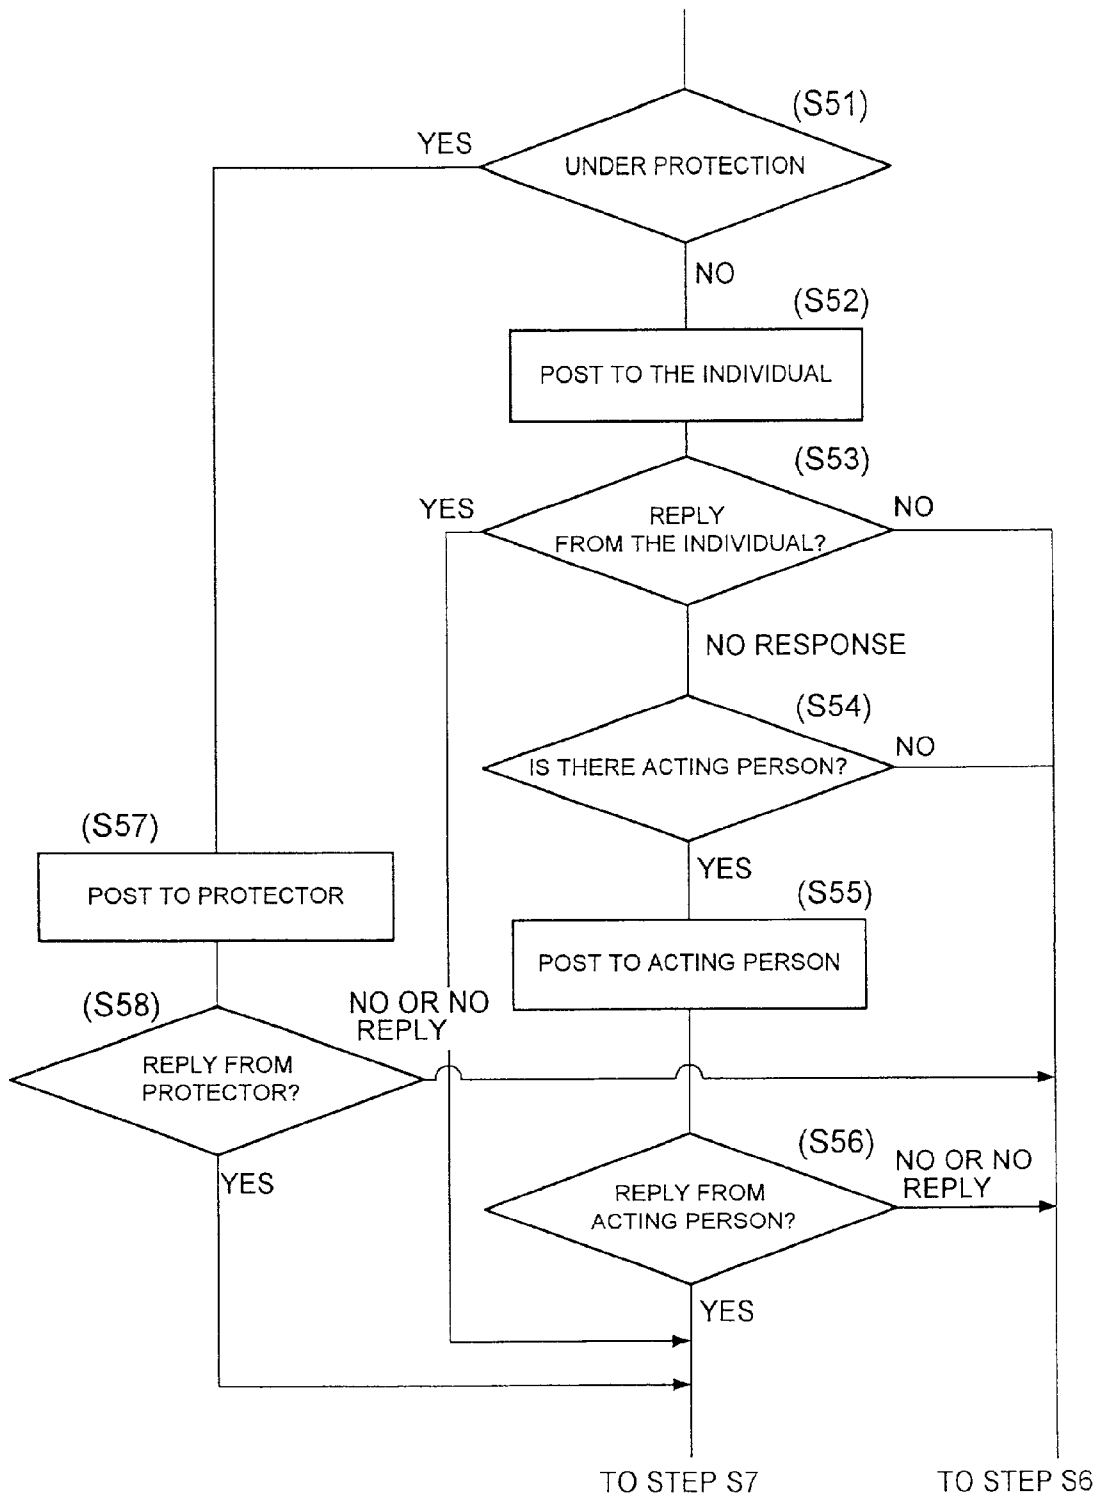 (S51)
YES
UNDER PROTECTION
NO
(S52)
POST TO THE INDIVIDUAL
(S53)
YES
NO
REPLY
FROM THE INDIVIDUAL?
NO RESPONSE
(S54)
NO
IS THERE ACTING PERSON?
(S57)
YES
POST TO PROTECTOR
(S55)
POST TO ACTING PERSON
(S58)
NO OR NO
REPLY
REPLY FROM
PROTECTOR?
(S56)
NO OR NO
REPLY
YES
REPLY FROM
ACTING PERSON?
YES
TO STEP S7
TO STEP S6